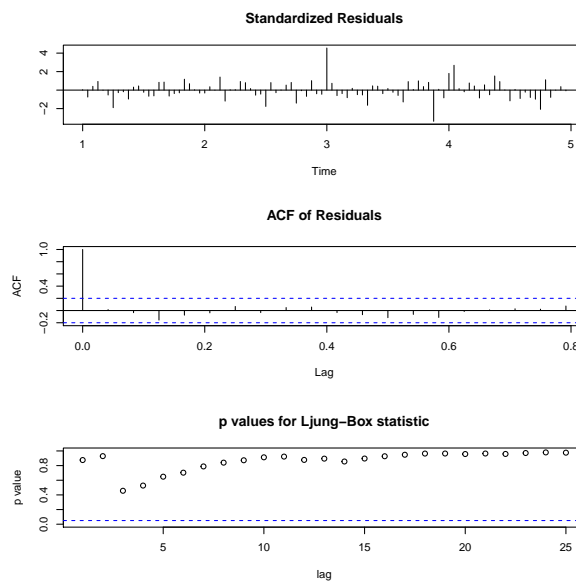 Standardized Residuals
4
2
−2
1 2 3 4 5
Time
ACF of Residuals
ACF
1.0
0.4
−0.2
0.0 0.2 0.4 0.6 0.8
Lag
p values for Ljung−Box statistic
p value
0.8
0.4
0.0
5 10 15 20 25
lag